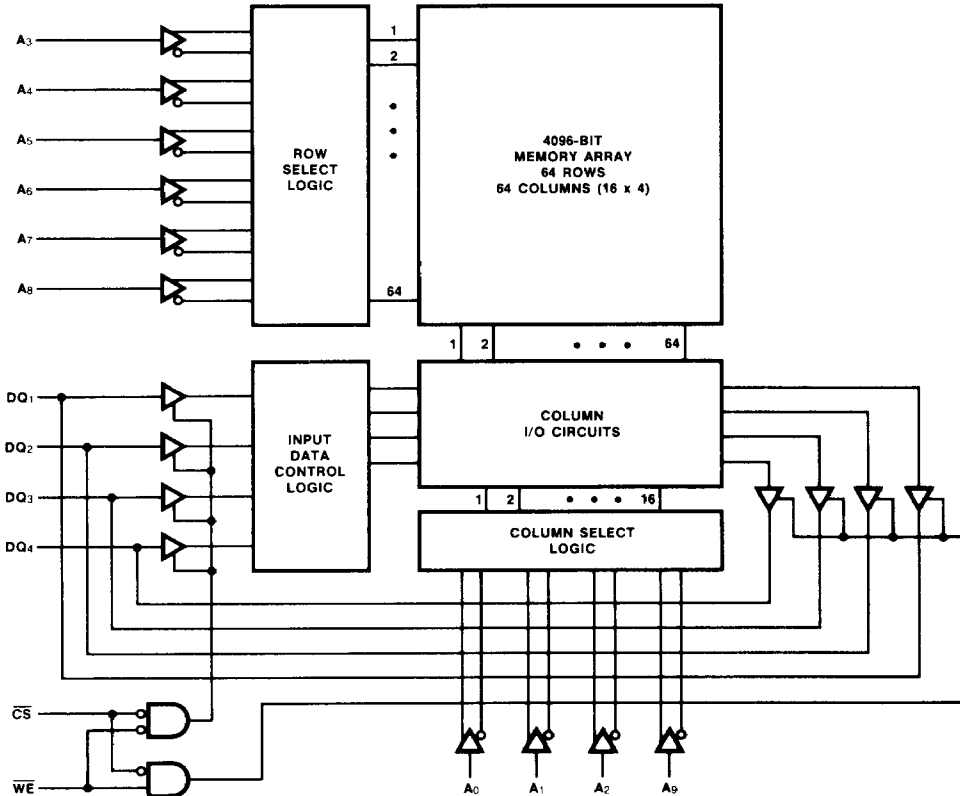 A3
A4
A5
A6
A7
A8
ROW
SELECT
LOGIC
1
2
64
4096-BIT
MEMORY ARRAY
64 ROWS
64 COLUMNS (16 x 4)
1 2 64
DQ1
DQ2
DQ3
DQ4
INPUT
DATA
CONTROL
LOGIC
COLUMN
I/O CIRCUITS
1 2 16
COLUMN SELECT
LOGIC
C̅S̅
W̅E̅
A0 A1 A2 A9